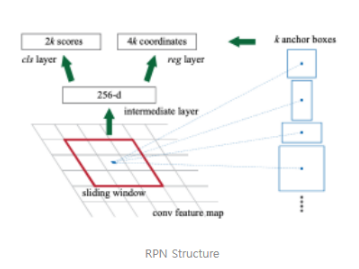 2k scores
4k coordinates
k anchor boxes
cls layer
reg layer
256-d
intermediate layer
sliding window
conv feature map
RPN Structure